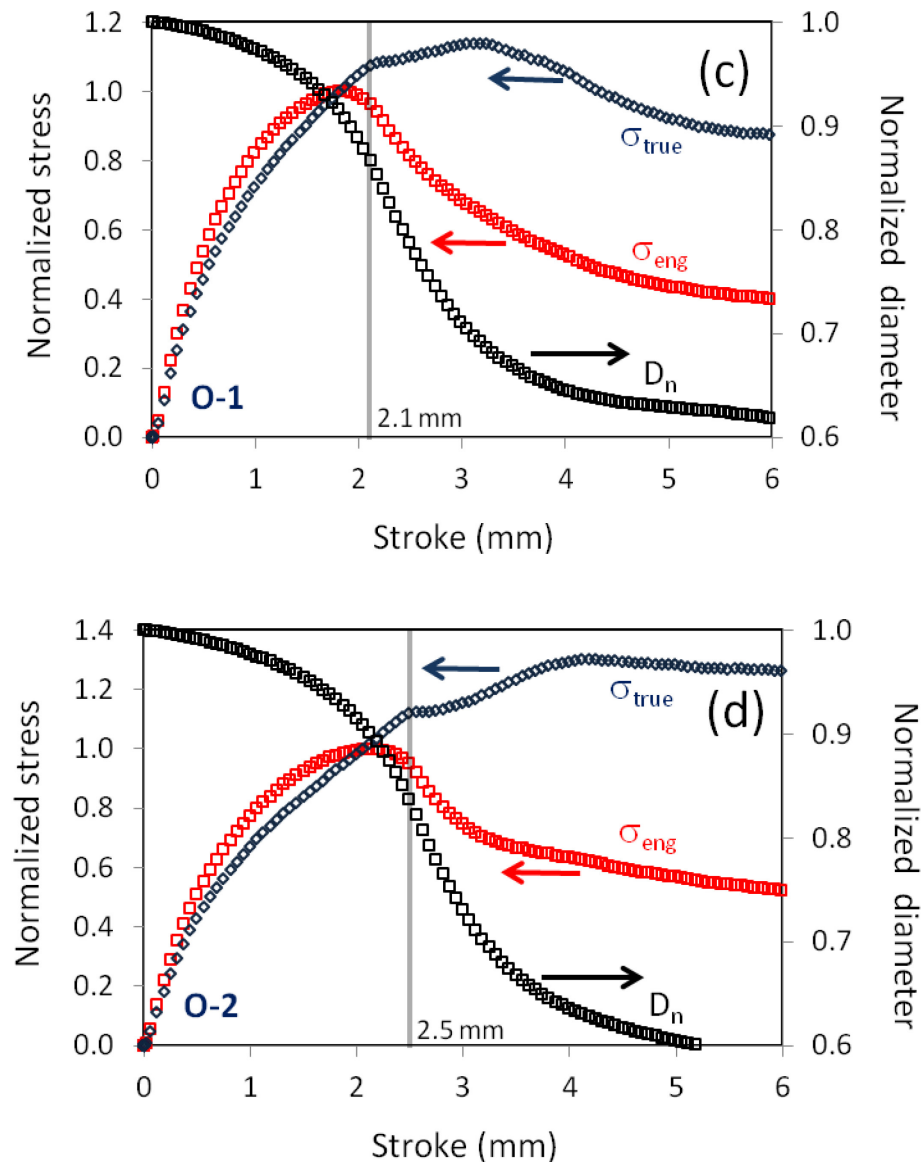 1.2 1.0
(c)
1.0
σtrue
0.9
0.8
Normalized stress
Normalized diameter
0.6 0.8
σeng
0.4
0.7
0.2 O-1
Dn
2.1 mm
0.0 0.6
0 1 2 3 4 5 6
Stroke (mm)
1.4 1.0
1.2
σtrue
(d)
0.9
1.0
Normalized stress
Normalized diameter
0.8 0.8
σeng
0.6
0.4 0.7
0.2 O-2
Dn
2.5 mm
0.0 0.6
0 1 2 3 4 5 6
Stroke (mm)